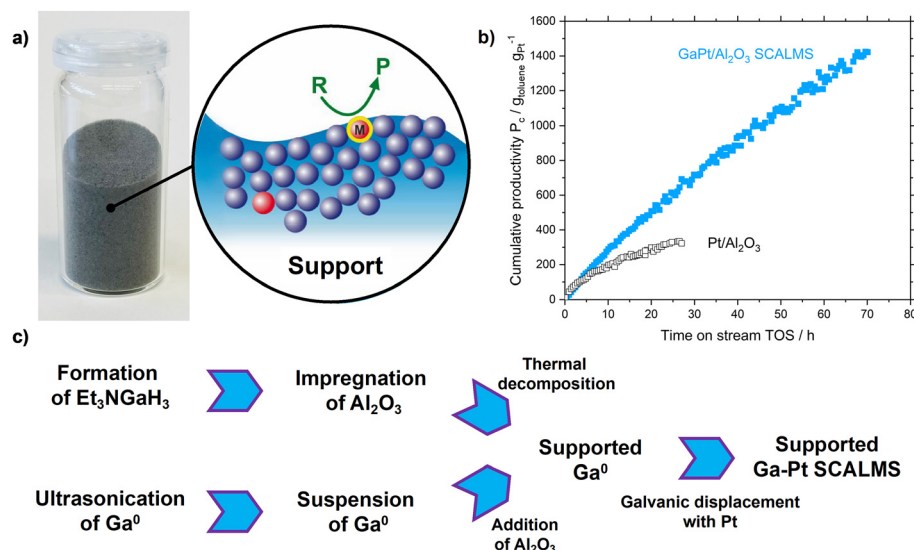 a)
R
P
M
Support
b)
1600
1400
1200
1000
800
600
400
200
0
0 10 20 30 40 50 60 70 80
Cumulative productivity P꜀ / g_toluene g_Pt⁻¹
Time on stream TOS / h
GaPt/Al₂O₃ SCALMS
Pt/Al₂O₃
c)
Formation
of Et₃NGaH₃
Impregnation
of Al₂O₃
Thermal
decomposition
Ultrasonication
of Ga⁰
Suspension
of Ga⁰
Addition
of Al₂O₃
Supported
Ga⁰
Galvanic displacement
with Pt
Supported
Ga-Pt SCALMS